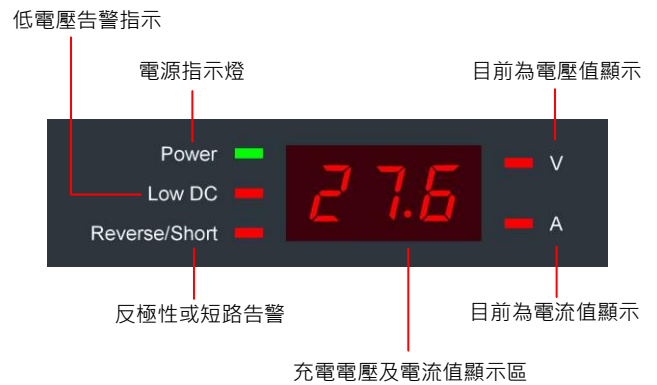 低電壓告警指示
電源指示燈
目前為電壓值顯示
Power
Low DC
Reverse/Short
27.6
V
A
反極性或短路告警
目前為電流值顯示
充電電壓及電流值顯示區